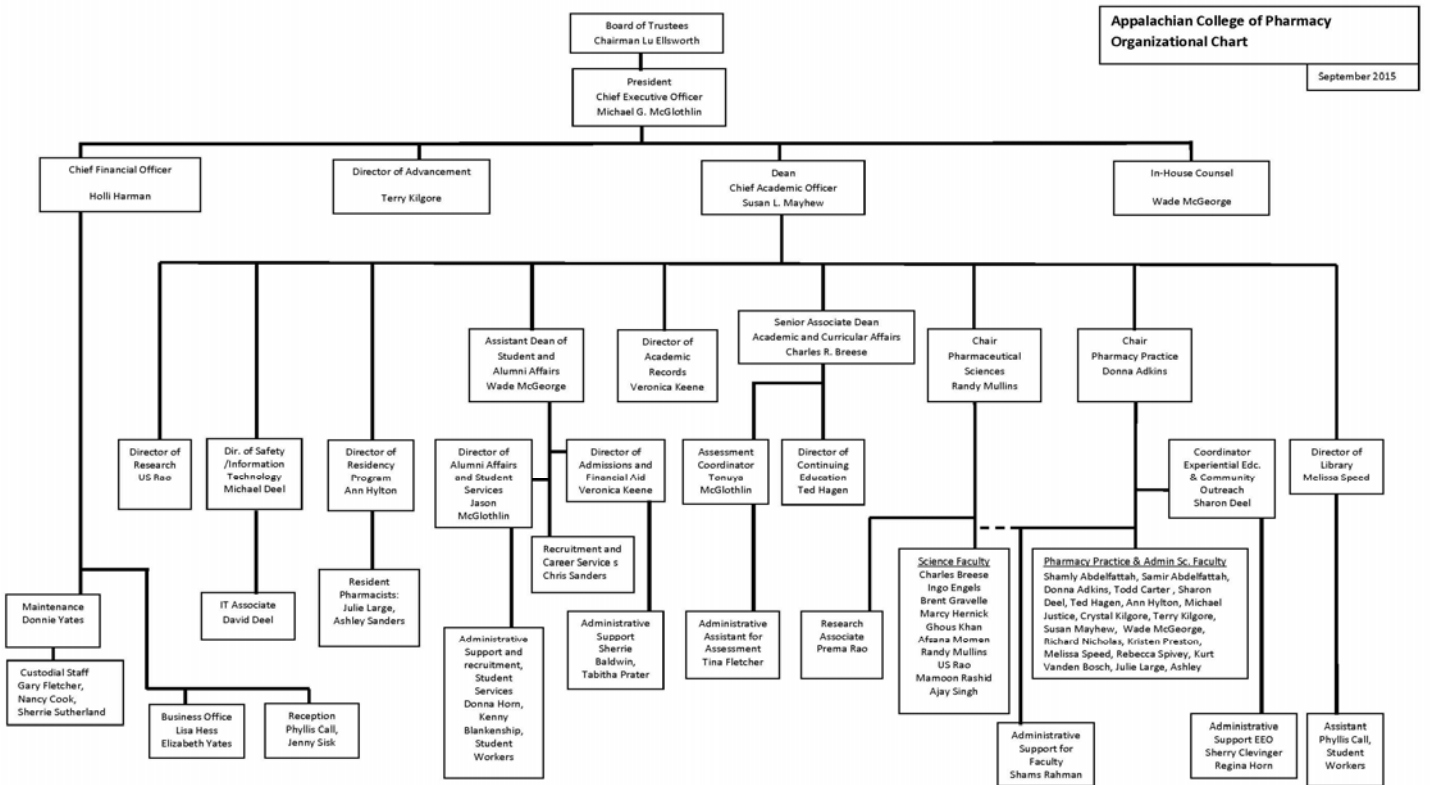 Board of Trustees
Chairman Lu Ellsworth
Appalachian College of Pharmacy
Organizational Chart
September 2015
President
Chief Executive Officer
Michael G. McGlothlin
Chief Financial Officer
Holli Harman
Director of Advancement
Terry Kilgore
Dean
Chief Academic Officer
Susan L. Mayhew
In-House Counsel
Wade McGeorge
Assistant Dean of
Student and
Alumni Affairs
Wade McGeorge
Director of
Academic
Records
Veronica Keene
Senior Associate Dean
Academic and Curricular Affairs
Charles R. Breese
Chair
Pharmaceutical
Sciences
Randy Mullins
Chair
Pharmacy Practice
Donna Adkins
Director of
Research
US Rao
Dir. of Safety
/Information
Technology
Michael Deel
Director of
Residency
Program
Ann Hylton
Director of
Alumni Affairs
and Student
Services
Jason
McGlothlin
Director of
Admissions and
Financial Aid
Veronica Keene
Assessment
Coordinator
Tonuya
McGlothlin
Director of
Continuing
Education
Ted Hagen
Coordinator
Experiential Edc.
& Community
Outreach
Sharon Deel
Director of
Library
Melissa Speed
Recruitment and
Career Service s
Chris Sanders
Maintenance
Donnie Yates
IT Associate
David Deel
Resident
Pharmacists:
Julie Large,
Ashley Sanders
Administrative
Support and
recruitment,
Student
Services
Donna Horn,
Kenny
Blankenship,
Student
Workers
Administrative
Support
Sherrie
Baldwin,
Tabitha Prater
Administrative
Assistant for
Assessment
Tina Fletcher
Research
Associate
Prema Rao
Science Faculty
Charles Breese
Ingo Engels
Brent Gravelle
Marcy Hernick
Ghous Khan
Afsana Momen
Randy Mullins
US Rao
Mamoon Rashid
Ajay Singh
Pharmacy Practice & Admin Sc. Faculty
Shamly Abdelfattah, Samir Abdelfattah,
Donna Adkins, Todd Carter , Sharon
Deel, Ted Hagen, Ann Hylton, Michael
Justice, Crystal Kilgore, Terry Kilgore,
Susan Mayhew, Wade McGeorge,
Richard Nicholas, Kristen Preston,
Melissa Speed, Rebecca Spivey, Kurt
Vanden Bosch, Julie Large, Ashley
Custodial Staff
Gary Fletcher,
Nancy Cook,
Sherrie Sutherland
Business Office
Lisa Hess
Elizabeth Yates
Reception
Phyllis Call,
Jenny Sisk
Administrative
Support for
Faculty
Shams Rahman
Administrative
Support EEO
Sherry Clevinger
Regina Horn
Assistant
Phyllis Call,
Student
Workers